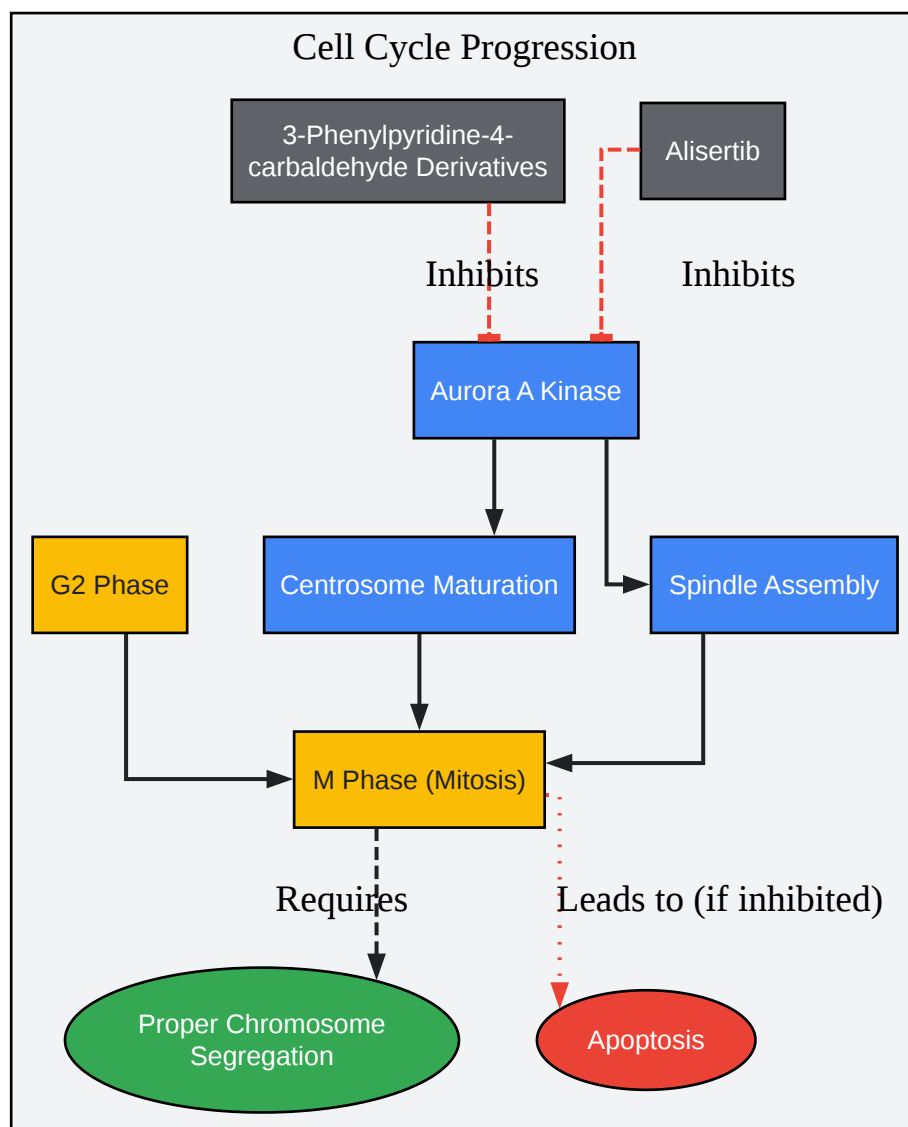 Cell Cycle Progression
3-Phenylpyridine-4-
carbaldehyde Derivatives
Alisertib
Inhibits
Inhibits
Aurora A Kinase
G2 Phase
Centrosome Maturation
Spindle Assembly
M Phase (Mitosis)
Requires
Leads to (if inhibited)
Proper Chromosome
Segregation
Apoptosis